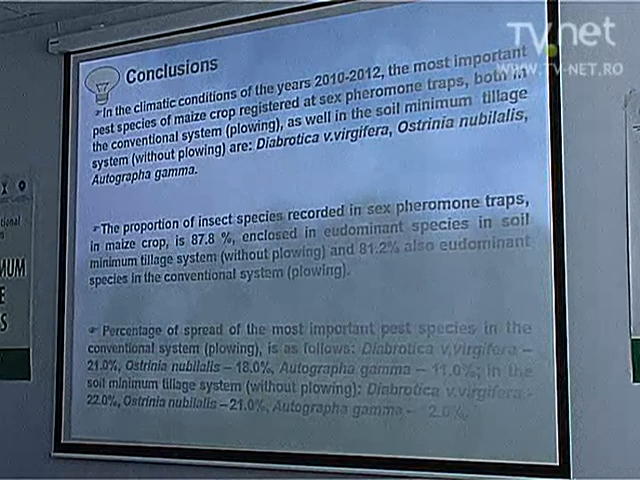 TV.net
WWW.TV-NET.RO
Conclusions
In the climatic conditions of the years 2010-2012, the most important
pest species of maize crop registered at sex pheromone traps, both in
the conventional system (plowing), as well in the soil minimum tillage
system (without plowing) are: Diabrotica v.virgifera, Ostrinia nubilalis,
Autographa gamma.
The proportion of insect species recorded in sex pheromone traps,
in maize crop, is 87.8 %, enclosed in eudominant species in soil
minimum tillage system (without plowing) and 81.2% also eudominant
species in the conventional system (plowing).
Percentage of spread of the most important pest species in the
conventional system (plowing), is as follows: Diabrotica v.virgifera –
21.0%, Ostrinia nubilalis – 18.0%, Autographa gamma – 11.0%; in the
soil minimum tillage system (without plowing): Diabrotica v.virgifera -
22.0%, Ostrinia nubilalis – 21.0%, Autographa gamma –